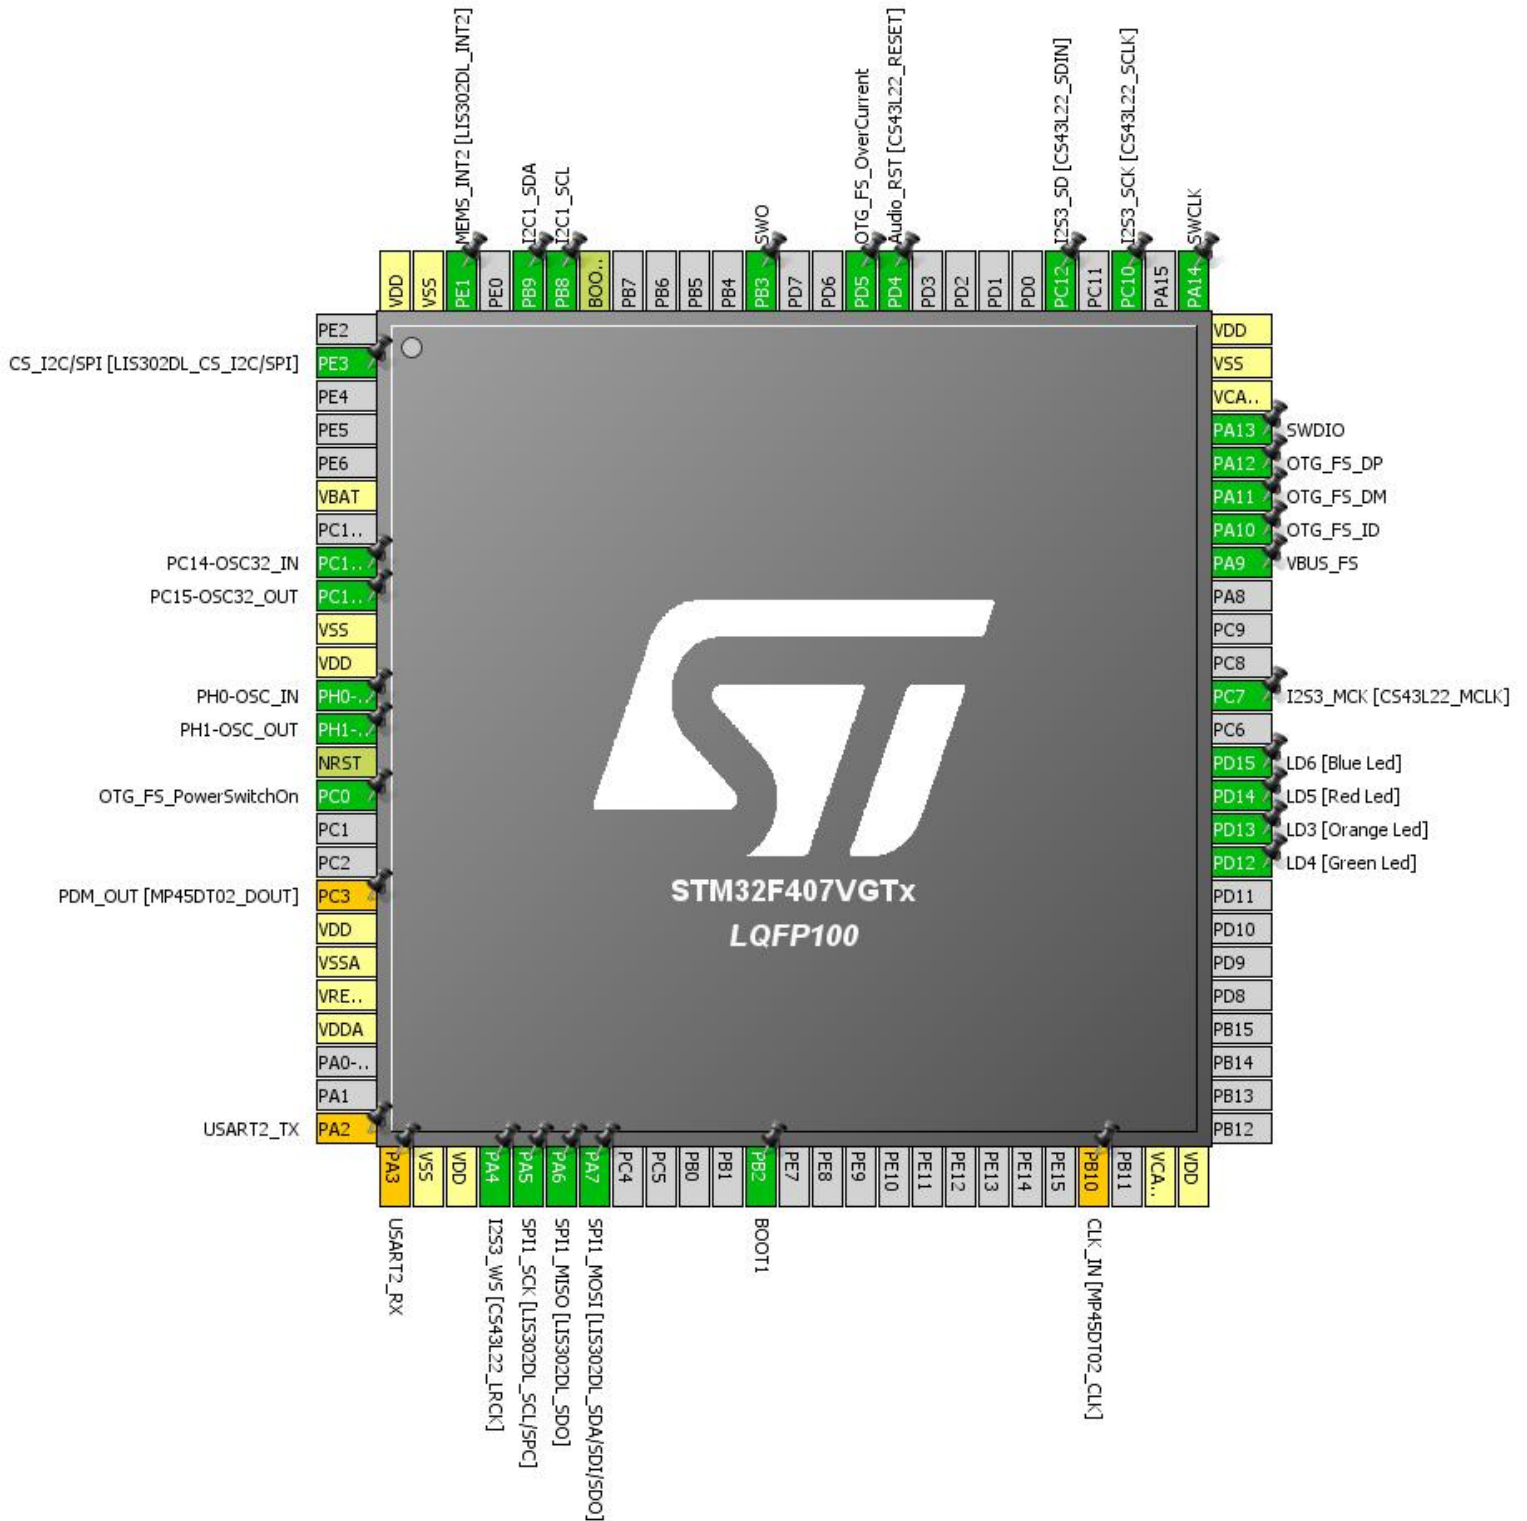 MEMS_INT2 [LIS302DL_INT2]
I2C1_SDA
I2C1_SCL
SWO
OTG_FS_OverCurrent
Audio_RST [CS43L22_RESET]
I2S3_SD [CS43L22_SDIN]
I2S3_SCK [CS43L22_SCLK]
SWCLK
VDD
VSS
PE1
PE0
PB9
PB8
BOO..
PB7
PB6
PB5
PB4
PB3
PD7
PD6
PD5
PD4
PD3
PD2
PD1
PD0
PC12
PC11
PC10
PA15
PA14
PE2
CS_I2C/SPI [LIS302DL_CS_I2C/SPI] PE3
PE4
PE5
PE6
VBAT
PC1..
PC14-OSC32_IN PC1..
PC15-OSC32_OUT PC1..
VSS
VDD
PH0-OSC_IN PH0-..
PH1-OSC_OUT PH1-..
NRST
OTG_FS_PowerSwitchOn PC0
PC1
PC2
PDM_OUT [MP45DT02_DOUT] PC3
VDD
VSSA
VRE..
VDDA
PA0-..
PA1
USART2_TX PA2
STM32F407VGTx
LQFP100
VDD
VSS
VCA..
PA13 SWDIO
PA12 OTG_FS_DP
PA11 OTG_FS_DM
PA10 OTG_FS_ID
PA9 VBUS_FS
PA8
PC9
PC8
PC7 I2S3_MCK [CS43L22_MCLK]
PC6
PD15 LD6 [Blue Led]
PD14 LD5 [Red Led]
PD13 LD3 [Orange Led]
PD12 LD4 [Green Led]
PD11
PD10
PD9
PD8
PB15
PB14
PB13
PB12
PA3
VSS
VDD
PA4
PA5
PA6
PA7
PC4
PC5
PB0
PB1
PB2
PE7
PE8
PE9
PE10
PE11
PE12
PE13
PE14
PE15
PB10
PB11
VCA..
VDD
USART2_RX
I2S3_WS [CS43L22_LRCK]
SPI1_SCK [LIS302DL_SCL/SPC]
SPI1_MISO [LIS302DL_SDO]
SPI1_MOSI [LIS302DL_SDA/SDI/SDO]
BOOT1
CLK_IN [MP45DT02_CLK]